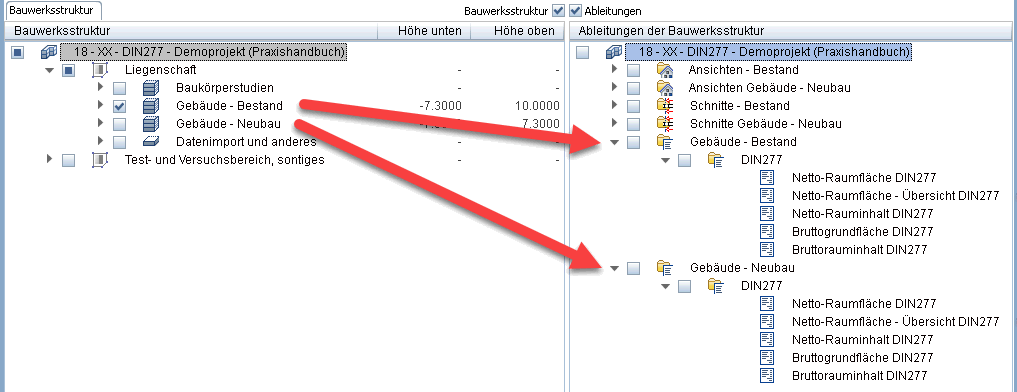 Bauwerksstruktur
Bauwerksstruktur
Ableitungen
Bauwerksstruktur Höhe unten Höhe oben
18 - XX - DIN277 - Demoprojekt (Praxishandbuch)
Liegenschaft - -
Baukörperstudien - -
Gebäude - Bestand -7.3000 10.0000
Gebäude - Neubau 7.3000
Datenimport und anderes - -
Test- und Versuchsbereich, sontiges - -
Ableitungen der Bauwerksstruktur
18 - XX - DIN277 - Demoprojekt (Praxishandbuch)
Ansichten - Bestand
Ansichten Gebäude - Neubau
Schnitte - Bestand
Schnitte Gebäude - Neubau
Gebäude - Bestand
DIN277
Netto-Raumfläche DIN277
Netto-Raumfläche - Übersicht DIN277
Netto-Rauminhalt DIN277
Bruttogrundfläche DIN277
Bruttorauminhalt DIN277
Gebäude - Neubau
DIN277
Netto-Raumfläche DIN277
Netto-Raumfläche - Übersicht DIN277
Netto-Rauminhalt DIN277
Bruttogrundfläche DIN277
Bruttorauminhalt DIN277